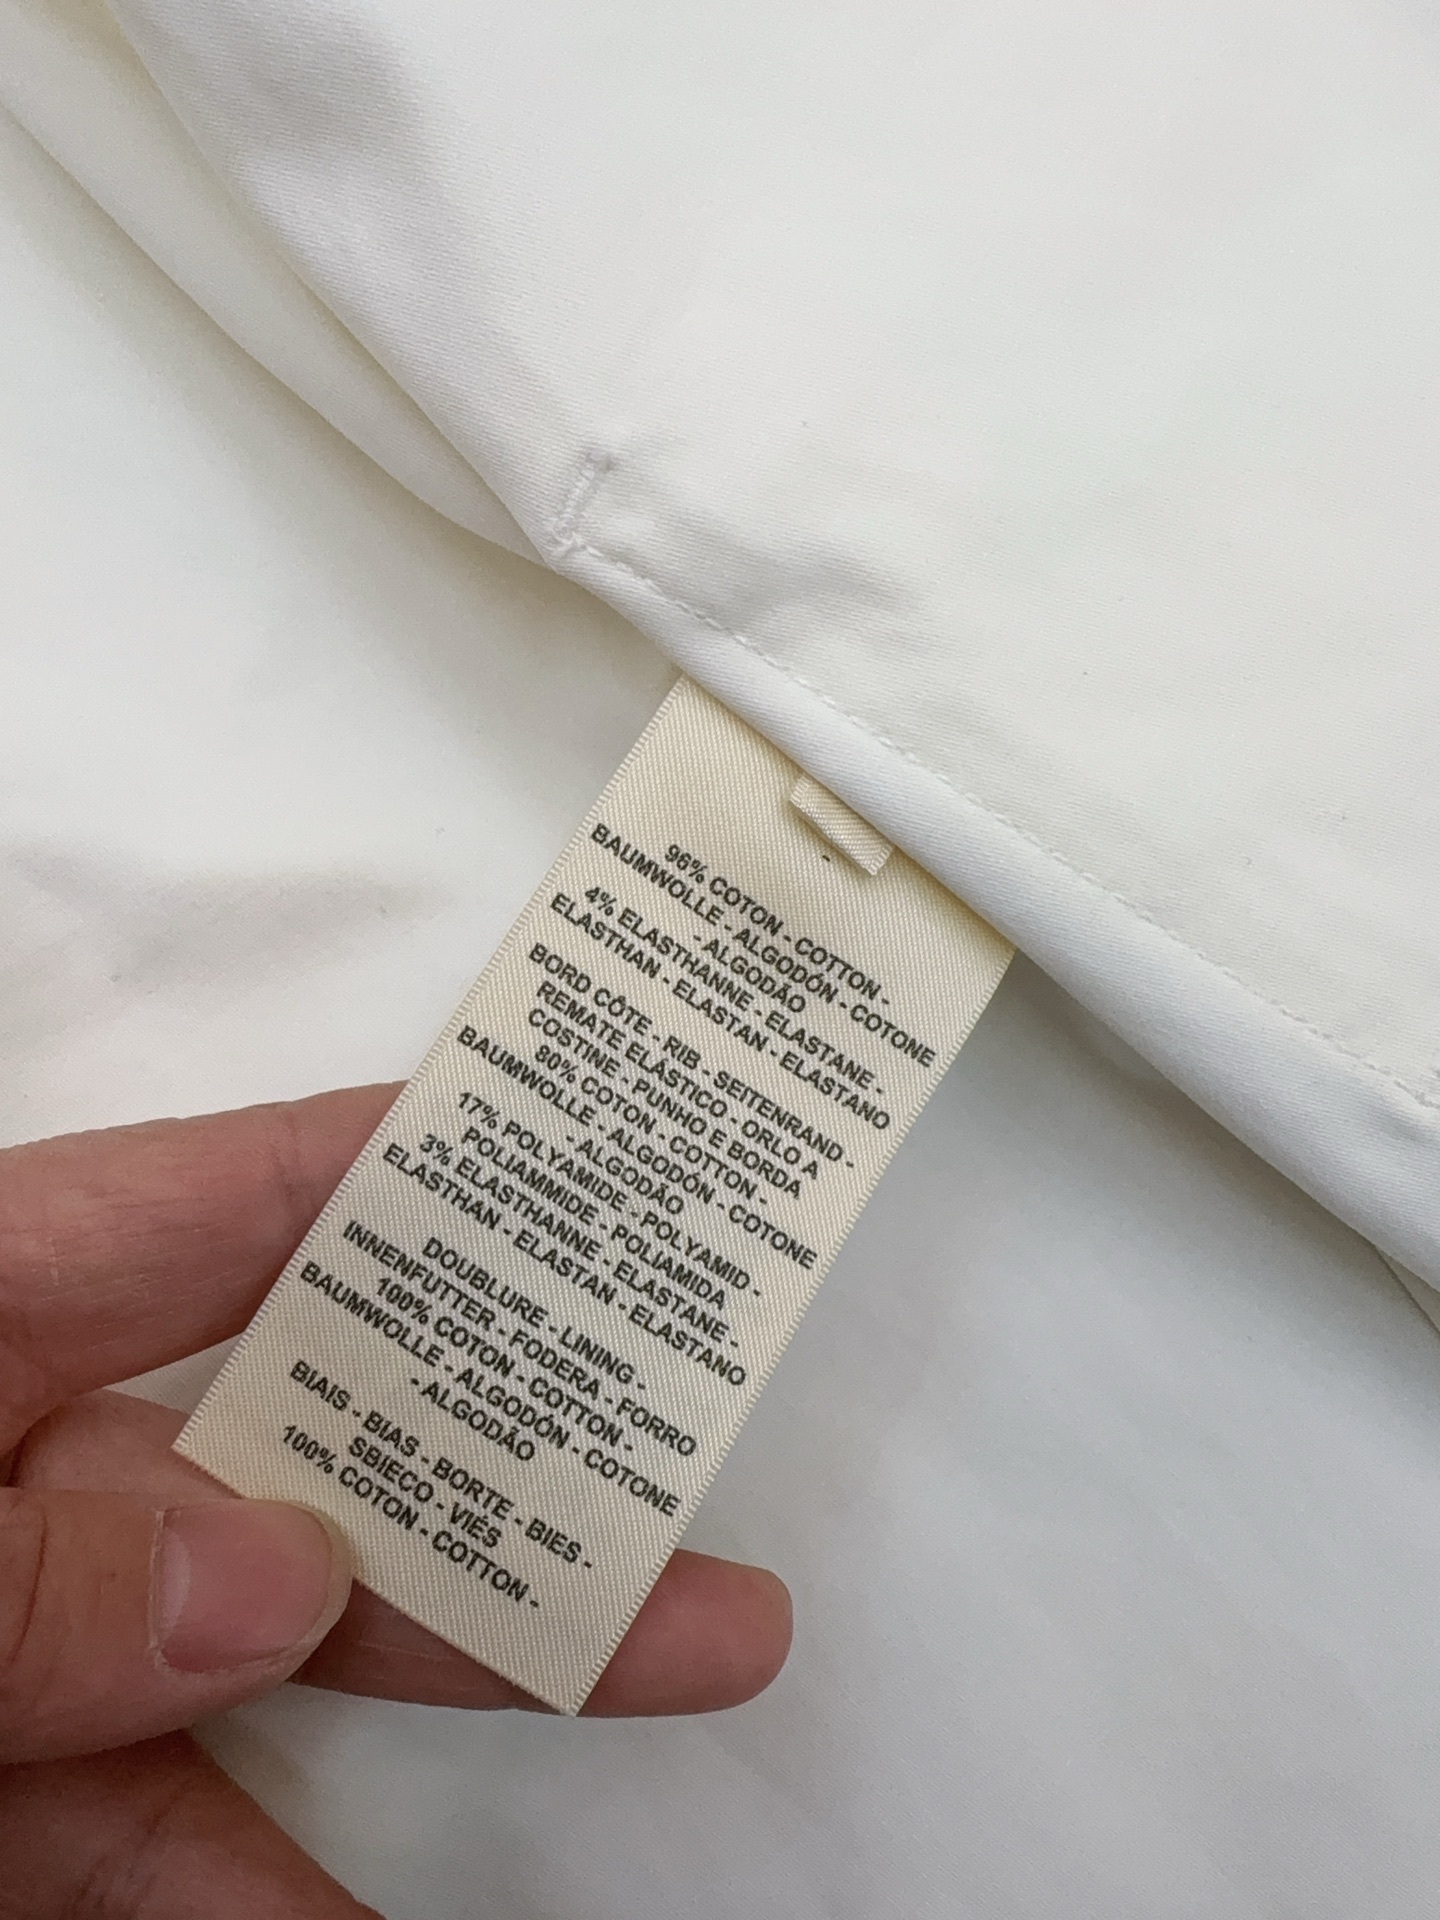 96% COTON - COTTON -
BAUMWOLLE - ALGODÓN - COTONE
- ALGODÃO
4% ELASTHANNE - ELASTANE -
ELASTHAN - ELASTAN - ELASTANO
BORD CÔTE - RIB - SEITENRAND -
REMATE ELÁSTICO - ORLO A
COSTINE - PUNHO E BORDA
80% COTON - COTTON -
BAUMWOLLE - ALGODÓN - COTONE
- ALGODÃO
17% POLYAMIDE - POLYAMID -
POLIAMMIDE - POLIAMIDA
3% ELASTHANNE - ELASTANE -
ELASTHAN - ELASTAN - ELASTANO
DOUBLURE - LINING -
INNENFUTTER - FODERA - FORRO
100% COTON - COTTON -
BAUMWOLLE - ALGODÓN - COTONE
- ALGODÃO
BIAIS - BIAS - BORTE - BIES -
SBIECO - VIÉS
100% COTON - COTTON -